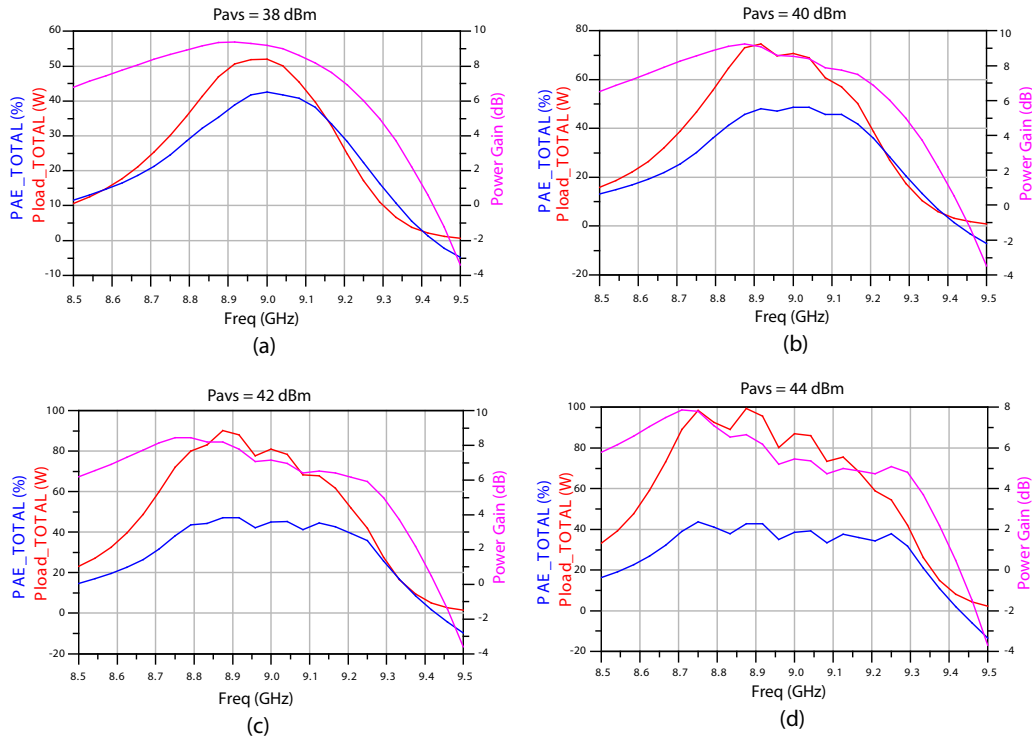 Pavs = 38 dBm
60
50
40
30
20
10
0
-10
10
8
6
4
2
0
-2
-4
PAE_TOTAL (%)
Pload_TOTAL (W)
Power Gain (dB)
8.5 8.6 8.7 8.8 8.9 9.0 9.1 9.2 9.3 9.4 9.5
Freq (GHz)
(a)
Pavs = 40 dBm
80
60
40
20
0
-20
10
8
6
4
2
0
-2
-4
PAE_TOTAL (%)
Pload_TOTAL (W)
Power Gain (dB)
8.5 8.6 8.7 8.8 8.9 9.0 9.1 9.2 9.3 9.4 9.5
Freq (GHz)
(b)
Pavs = 42 dBm
100
80
60
40
20
0
-20
10
8
6
4
2
0
-2
-4
PAE_TOTAL (%)
Pload_TOTAL (W)
Power Gain (dB)
8.5 8.6 8.7 8.8 8.9 9.0 9.1 9.2 9.3 9.4 9.5
Freq (GHz)
(c)
Pavs = 44 dBm
100
80
60
40
20
0
-20
8
6
4
2
0
-2
-4
PAE_TOTAL (%)
Pload_TOTAL (W)
Power Gain (dB)
8.5 8.6 8.7 8.8 8.9 9.0 9.1 9.2 9.3 9.4 9.5
Freq (GHz)
(d)